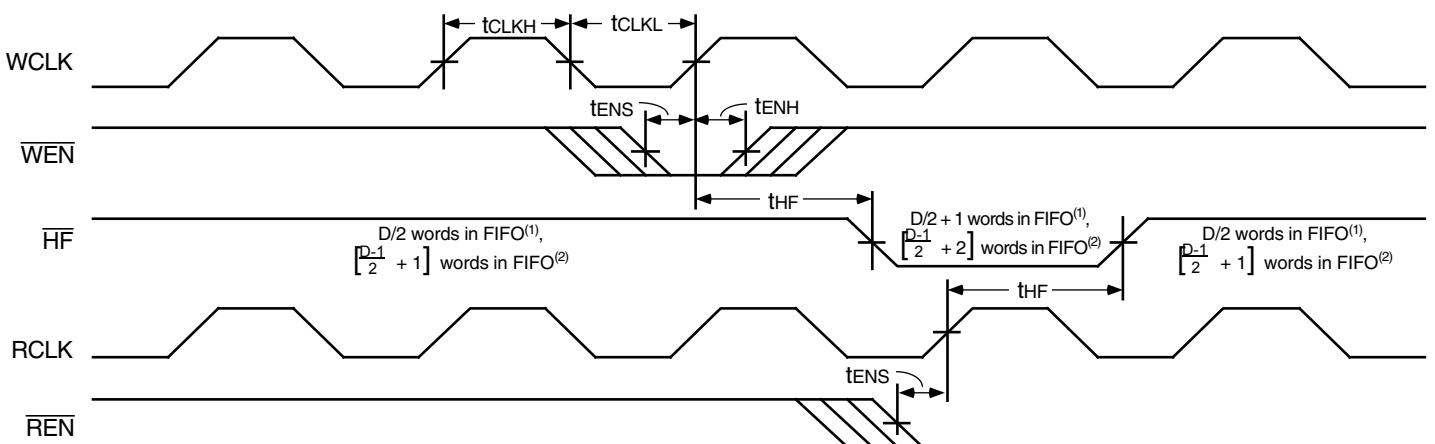 tCLKH
tCLKL
WCLK
tENS
tENH
WEN
tHF
HF
D/2 words in FIFO(1),
[D-1/2 + 1] words in FIFO(2)
D/2 + 1 words in FIFO(1),
[D-1/2 + 2] words in FIFO(2)
D/2 words in FIFO(1),
[D-1/2 + 1] words in FIFO(2)
tHF
RCLK
tENS
REN